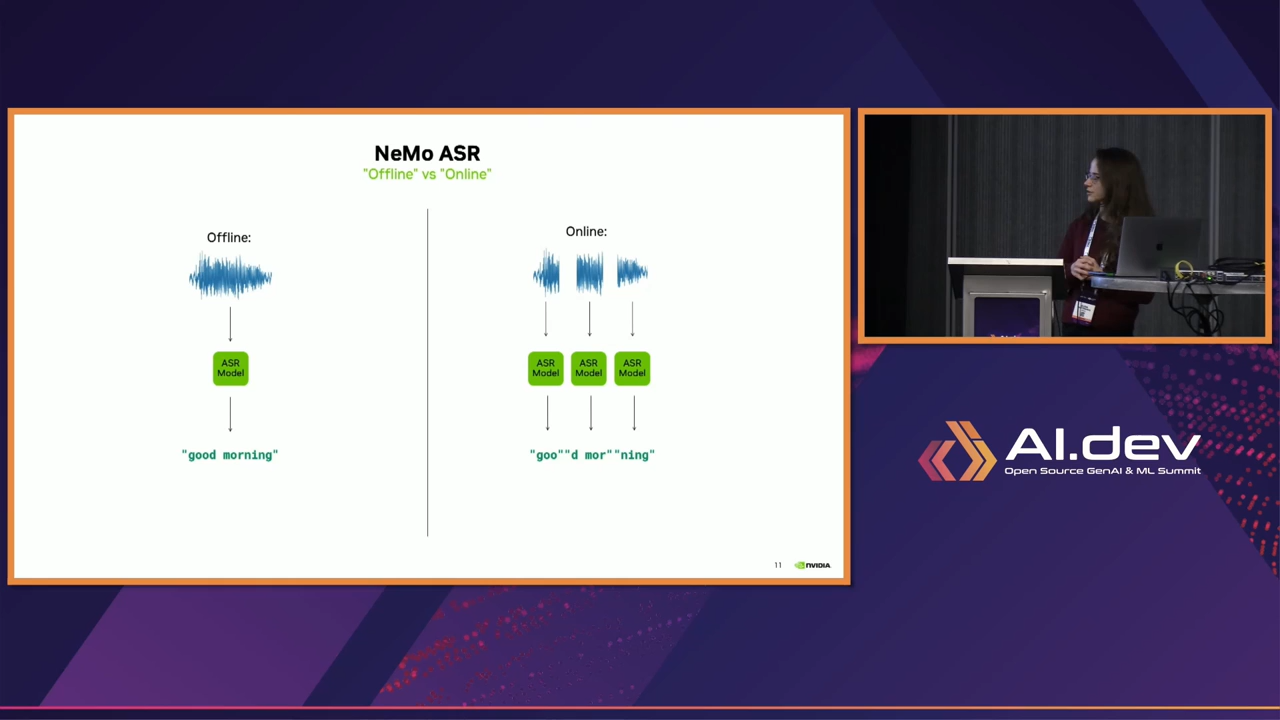 NeMo ASR
"Offline" vs "Online"
Offline:
ASR
Model
"good morning"
Online:
ASR
Model
ASR
Model
ASR
Model
"goo" "d mor" "ning"
11
NVIDIA
AI.dev
Open Source GenAI & ML Summit